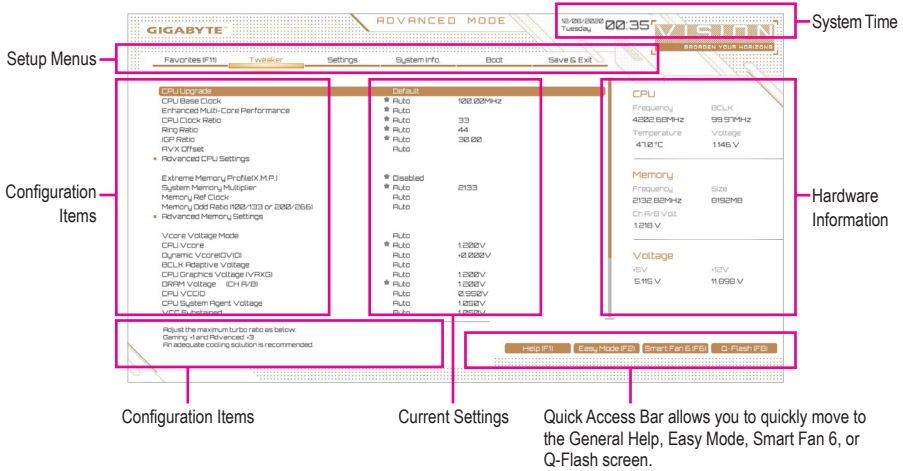 GIGABYTE™
ADVANCED MODE
12/08/2020
Tuesday
00:35
VISION
BROADEN YOUR HORIZONS
System Time
Setup Menus
Favorites (F11)
Tweaker
Settings
System Info.
Boot
Save & Exit
CPU Upgrade Default
CPU Base Clock Auto 100.00MHz
Enhanced Multi-Core Performance Auto
CPU Clock Ratio Auto 33
Ring Ratio Auto 44
IGP Ratio Auto 30.00
AVX Offset Auto
Advanced CPU Settings
Extreme Memory Profile(X.M.P.) Disabled
System Memory Multiplier Auto 2133
Memory Ref Clock Auto
Memory Odd Ratio (100/133 or 200/266) Auto
Advanced Memory Settings
Vcore Voltage Mode Auto
CPU Vcore Auto 1.200V
Dynamic Vcore(DVID) Auto +0.000V
BCLK Adaptive Voltage Auto
CPU Graphics Voltage (VAXG) Auto 1.200V
DRAM Voltage (CH A/B) Auto 1.200V
CPU VCCIO Auto 0.950V
CPU System Agent Voltage Auto 1.050V
VCC Substained Auto 1.050V
CPU
Frequency BCLK
4202.68MHz 99.97MHz
Temperature Voltage
47.0 °C 1.146 V
Memory
Frequency Size
2132.82MHz 8192MB
Ch A/B Volt
1.218 V
Voltage
+5V +12V
5.115 V 11.898 V
Configuration
Items
Hardware
Information
Adjust the maximum turbo ratio as below:
Gaming: +1 and Advanced: +3
An adequate cooling solution is recommended.
Help (F1)
Easy Mode (F2)
Smart Fan 6 (F6)
Q-Flash (F8)
Configuration Items
Current Settings
Quick Access Bar allows you to quickly move to
the General Help, Easy Mode, Smart Fan 6, or
Q-Flash screen.